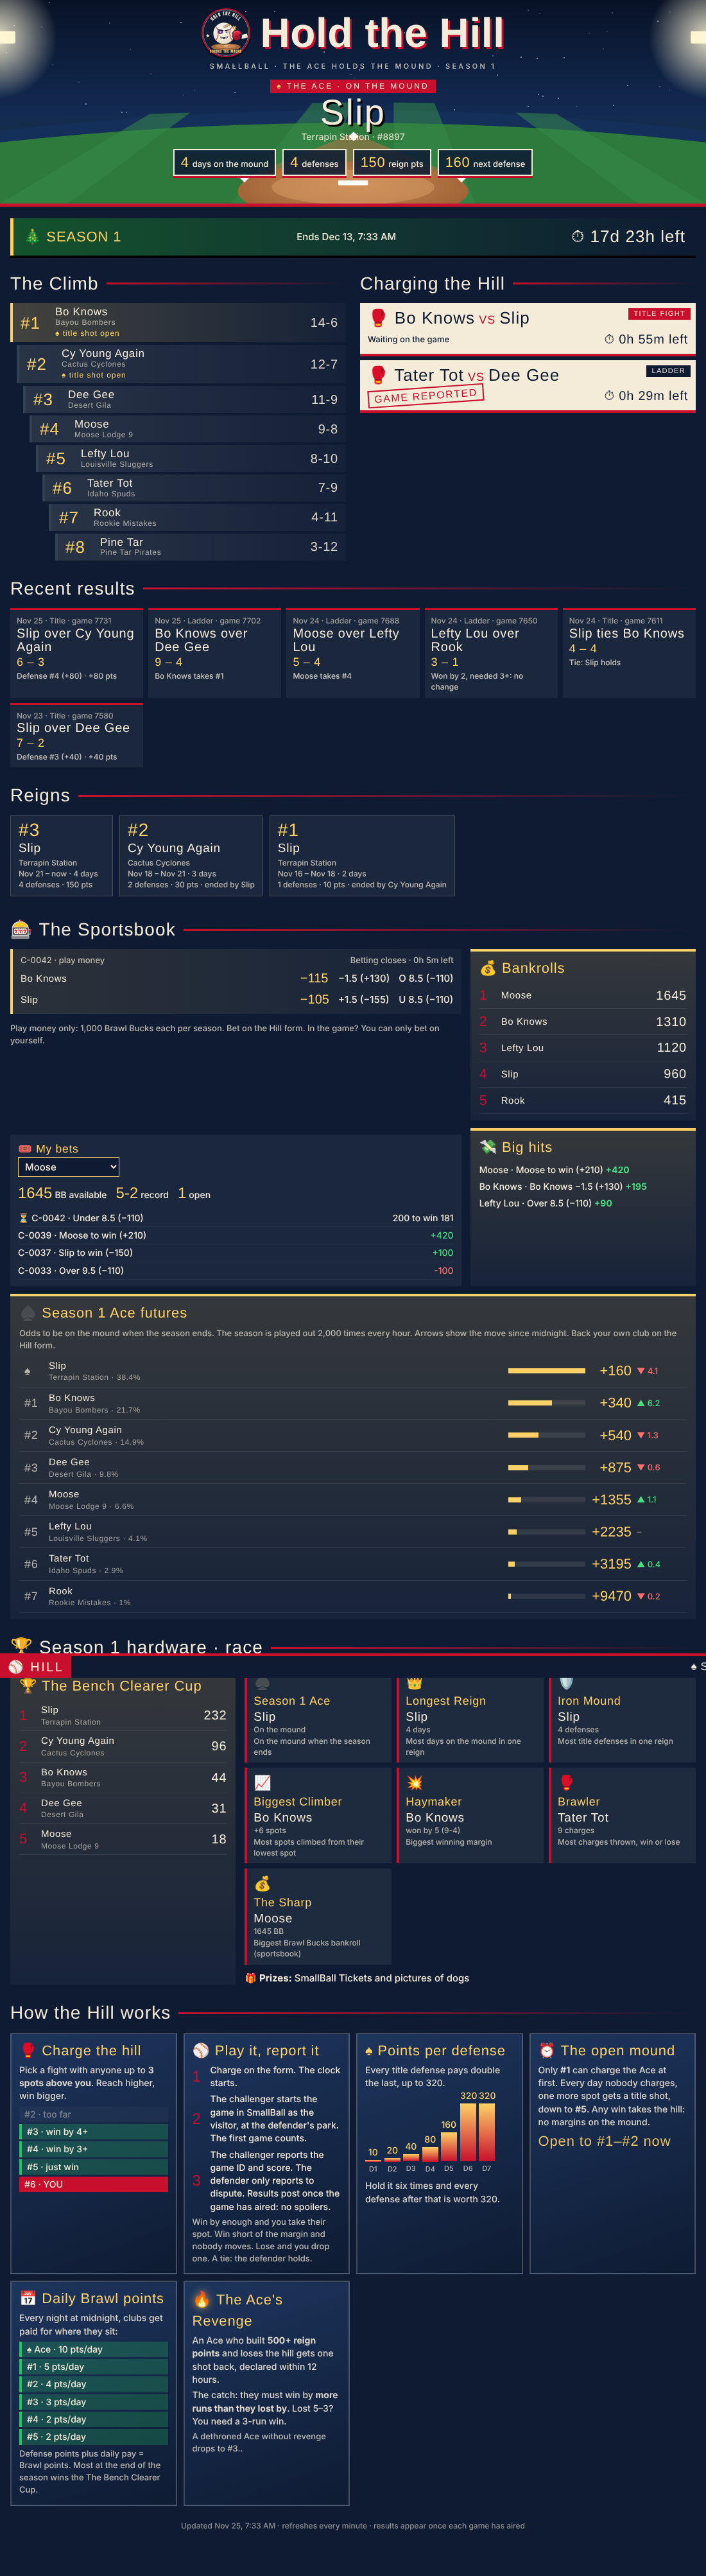 HOLD THE HILL
CHARGE THE MOUND
Hold the Hill
SMALLBALL · THE ACE HOLDS THE MOUND · SEASON 1
♠ THE ACE · ON THE MOUND
Slip
Terrapin Station · #8897
4 days on the mound
4 defenses
150 reign pts
160 next defense
🎄 SEASON 1
Ends Dec 13, 7:33 AM
⏱ 17d 23h left
The Climb
#1 Bo Knows 14-6
Bayou Bombers
♠ title shot open
#2 Cy Young Again 12-7
Cactus Cyclones
♠ title shot open
#3 Dee Gee 11-9
Desert Gila
#4 Moose 9-8
Moose Lodge 9
#5 Lefty Lou 8-10
Louisville Sluggers
#6 Tater Tot 7-9
Idaho Spuds
#7 Rook 4-11
Rookie Mistakes
#8 Pine Tar 3-12
Pine Tar Pirates
Charging the Hill
🥊 Bo Knows VS Slip
TITLE FIGHT
Waiting on the game
⏱ 0h 55m left
🥊 Tater Tot VS Dee Gee
LADDER
GAME REPORTED
⏱ 0h 29m left
Recent results
Nov 25 · Title · game 7731
Slip over Cy Young
Again
6 – 3
Defense #4 (+80) · +80 pts
Nov 25 · Ladder · game 7702
Bo Knows over
Dee Gee
9 – 4
Bo Knows takes #1
Nov 24 · Ladder · game 7688
Moose over Lefty
Lou
5 – 4
Moose takes #4
Nov 24 · Ladder · game 7650
Lefty Lou over
Rook
3 – 1
Won by 2, needed 3+: no
change
Nov 24 · Title · game 7611
Slip ties Bo Knows
4 – 4
Tie: Slip holds
Nov 23 · Title · game 7580
Slip over Dee Gee
7 – 2
Defense #3 (+40) · +40 pts
Reigns
#3
Slip
Terrapin Station
Nov 21 – now · 4 days
4 defenses · 150 pts
#2
Cy Young Again
Cactus Cyclones
Nov 18 – Nov 21 · 3 days
2 defenses · 30 pts · ended by Slip
#1
Slip
Terrapin Station
Nov 16 – Nov 18 · 2 days
1 defenses · 10 pts · ended by Cy Young Again
🎰 The Sportsbook
C-0042 · play money
Betting closes · 0h 5m left
Bo Knows −115 −1.5 (+130) O 8.5 (−110)
Slip −105 +1.5 (−155) U 8.5 (−110)
Play money only: 1,000 Brawl Bucks each per season. Bet on the Hill form. In the game? You can only bet on
yourself.
💰 Bankrolls
1 Moose 1645
2 Bo Knows 1310
3 Lefty Lou 1120
4 Slip 960
5 Rook 415
🎟️ My bets
Moose
1645 BB available 5-2 record 1 open
⏳ C-0042 · Under 8.5 (−110) 200 to win 181
C-0039 · Moose to win (+210) +420
C-0037 · Slip to win (−150) +100
C-0033 · Over 9.5 (−110) -100
💸 Big hits
Moose · Moose to win (+210) +420
Bo Knows · Bo Knows −1.5 (+130) +195
Lefty Lou · Over 8.5 (−110) +90
♠ Season 1 Ace futures
Odds to be on the mound when the season ends. The season is played out 2,000 times every hour. Arrows show the move since midnight. Back your own club on the
Hill form.
♠ Slip +160 ▼ 4.1
Terrapin Station · 38.4%
#1 Bo Knows +340 ▲ 6.2
Bayou Bombers · 21.7%
#2 Cy Young Again +540 ▼ 1.3
Cactus Cyclones · 14.9%
#3 Dee Gee +875 ▼ 0.6
Desert Gila · 9.8%
#4 Moose +1355 ▲ 1.1
Moose Lodge 9 · 6.6%
#5 Lefty Lou +2235 –
Louisville Sluggers · 4.1%
#6 Tater Tot +3195 ▲ 0.4
Idaho Spuds · 2.9%
#7 Rook +9470 ▼ 0.2
Rookie Mistakes · 1%
🏆 Season 1 hardware · race
⚾ HILL
♠ S
🏆 The Bench Clearer Cup
1 Slip 232
Terrapin Station
2 Cy Young Again 96
Cactus Cyclones
3 Bo Knows 44
Bayou Bombers
4 Dee Gee 31
Desert Gila
5 Moose 18
Moose Lodge 9
Season 1 Ace
Slip
On the mound
On the mound when the season
ends
Longest Reign
Slip
4 days
Most days on the mound in one
reign
Iron Mound
Slip
4 defenses
Most title defenses in one reign
Biggest Climber
Bo Knows
+6 spots
Most spots climbed from their
lowest spot
Haymaker
Bo Knows
won by 5 (9-4)
Biggest winning margin
Brawler
Tater Tot
9 charges
Most charges thrown, win or lose
The Sharp
Moose
1645 BB
Biggest Brawl Bucks bankroll
(sportsbook)
🎁 Prizes: SmallBall Tickets and pictures of dogs
How the Hill works
🥊 Charge the hill
Pick a fight with anyone up to 3
spots above you. Reach higher,
win bigger.
#2 · too far
#3 · win by 4+
#4 · win by 3+
#5 · just win
#6 · YOU
⚾ Play it, report it
1 Charge on the form. The clock
starts.
2 The challenger starts the
game in SmallBall as the
visitor, at the defender's park.
The first game counts.
3 The challenger reports the
game ID and score. The
defender only reports to
dispute. Results post once the
game has aired: no spoilers.
Win by enough and you take their
spot. Win short of the margin and
nobody moves. Lose and you drop
one. A tie: the defender holds.
♠ Points per defense
Every title defense pays double
the last, up to 320.
10 20 40 80 160 320 320
D1 D2 D3 D4 D5 D6 D7
Hold it six times and every
defense after that is worth 320.
⏰ The open mound
Only #1 can charge the Ace at
first. Every day nobody charges,
one more spot gets a title shot,
down to #5. Any win takes the hill:
no margins on the mound.
Open to #1–#2 now
📅 Daily Brawl points
Every night at midnight, clubs get
paid for where they sit:
♠ Ace · 10 pts/day
#1 · 5 pts/day
#2 · 4 pts/day
#3 · 3 pts/day
#4 · 2 pts/day
#5 · 2 pts/day
Defense points plus daily pay =
Brawl points. Most at the end of the
season wins the The Bench Clearer
Cup.
🔥 The Ace's
Revenge
An Ace who built 500+ reign
points and loses the hill gets one
shot back, declared within 12
hours.
The catch: they must win by more
runs than they lost by. Lost 5–3?
You need a 3-run win.
A dethroned Ace without revenge
drops to #3..
Updated Nov 25, 7:33 AM · refreshes every minute · results appear once each game has aired